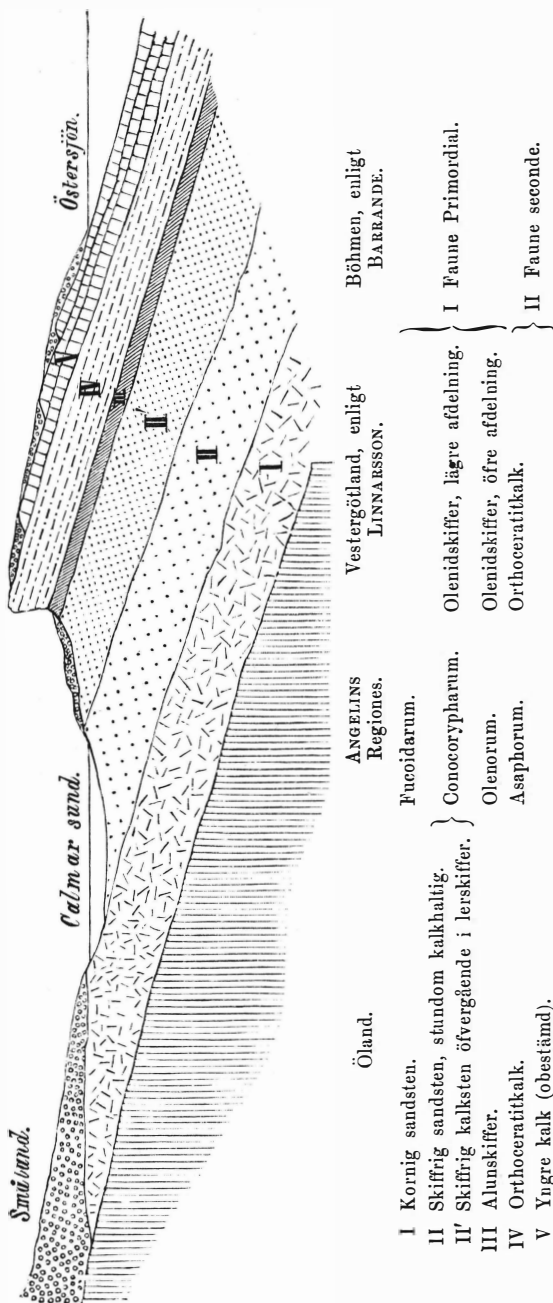 Småland.
Calmar sund.
Östersjön.
I
II
II'
III
IV
V
Öland.
ANGELINS
Regiones.
Vestergötland, enligt
LINNARSSON.
Böhmen, enligt
BARRANDE.
I Kornig sandsten. Fucoidarum.
II Skiffrig sandsten, stundom kalkhaltig.
II' Skiffrig kalksten öfvergående i lerskiffer. } Conocorypharum. Olenidskiffer, lägre afdelning. } I Faune Primordial.
III Alunskiffer. Olenorum. Olenidskiffer, öfre afdelning.
IV Orthoceratitkalk. Asaphorum. Orthoceratitkalk. } II Faune seconde.
V Yngre kalk (obestämd).